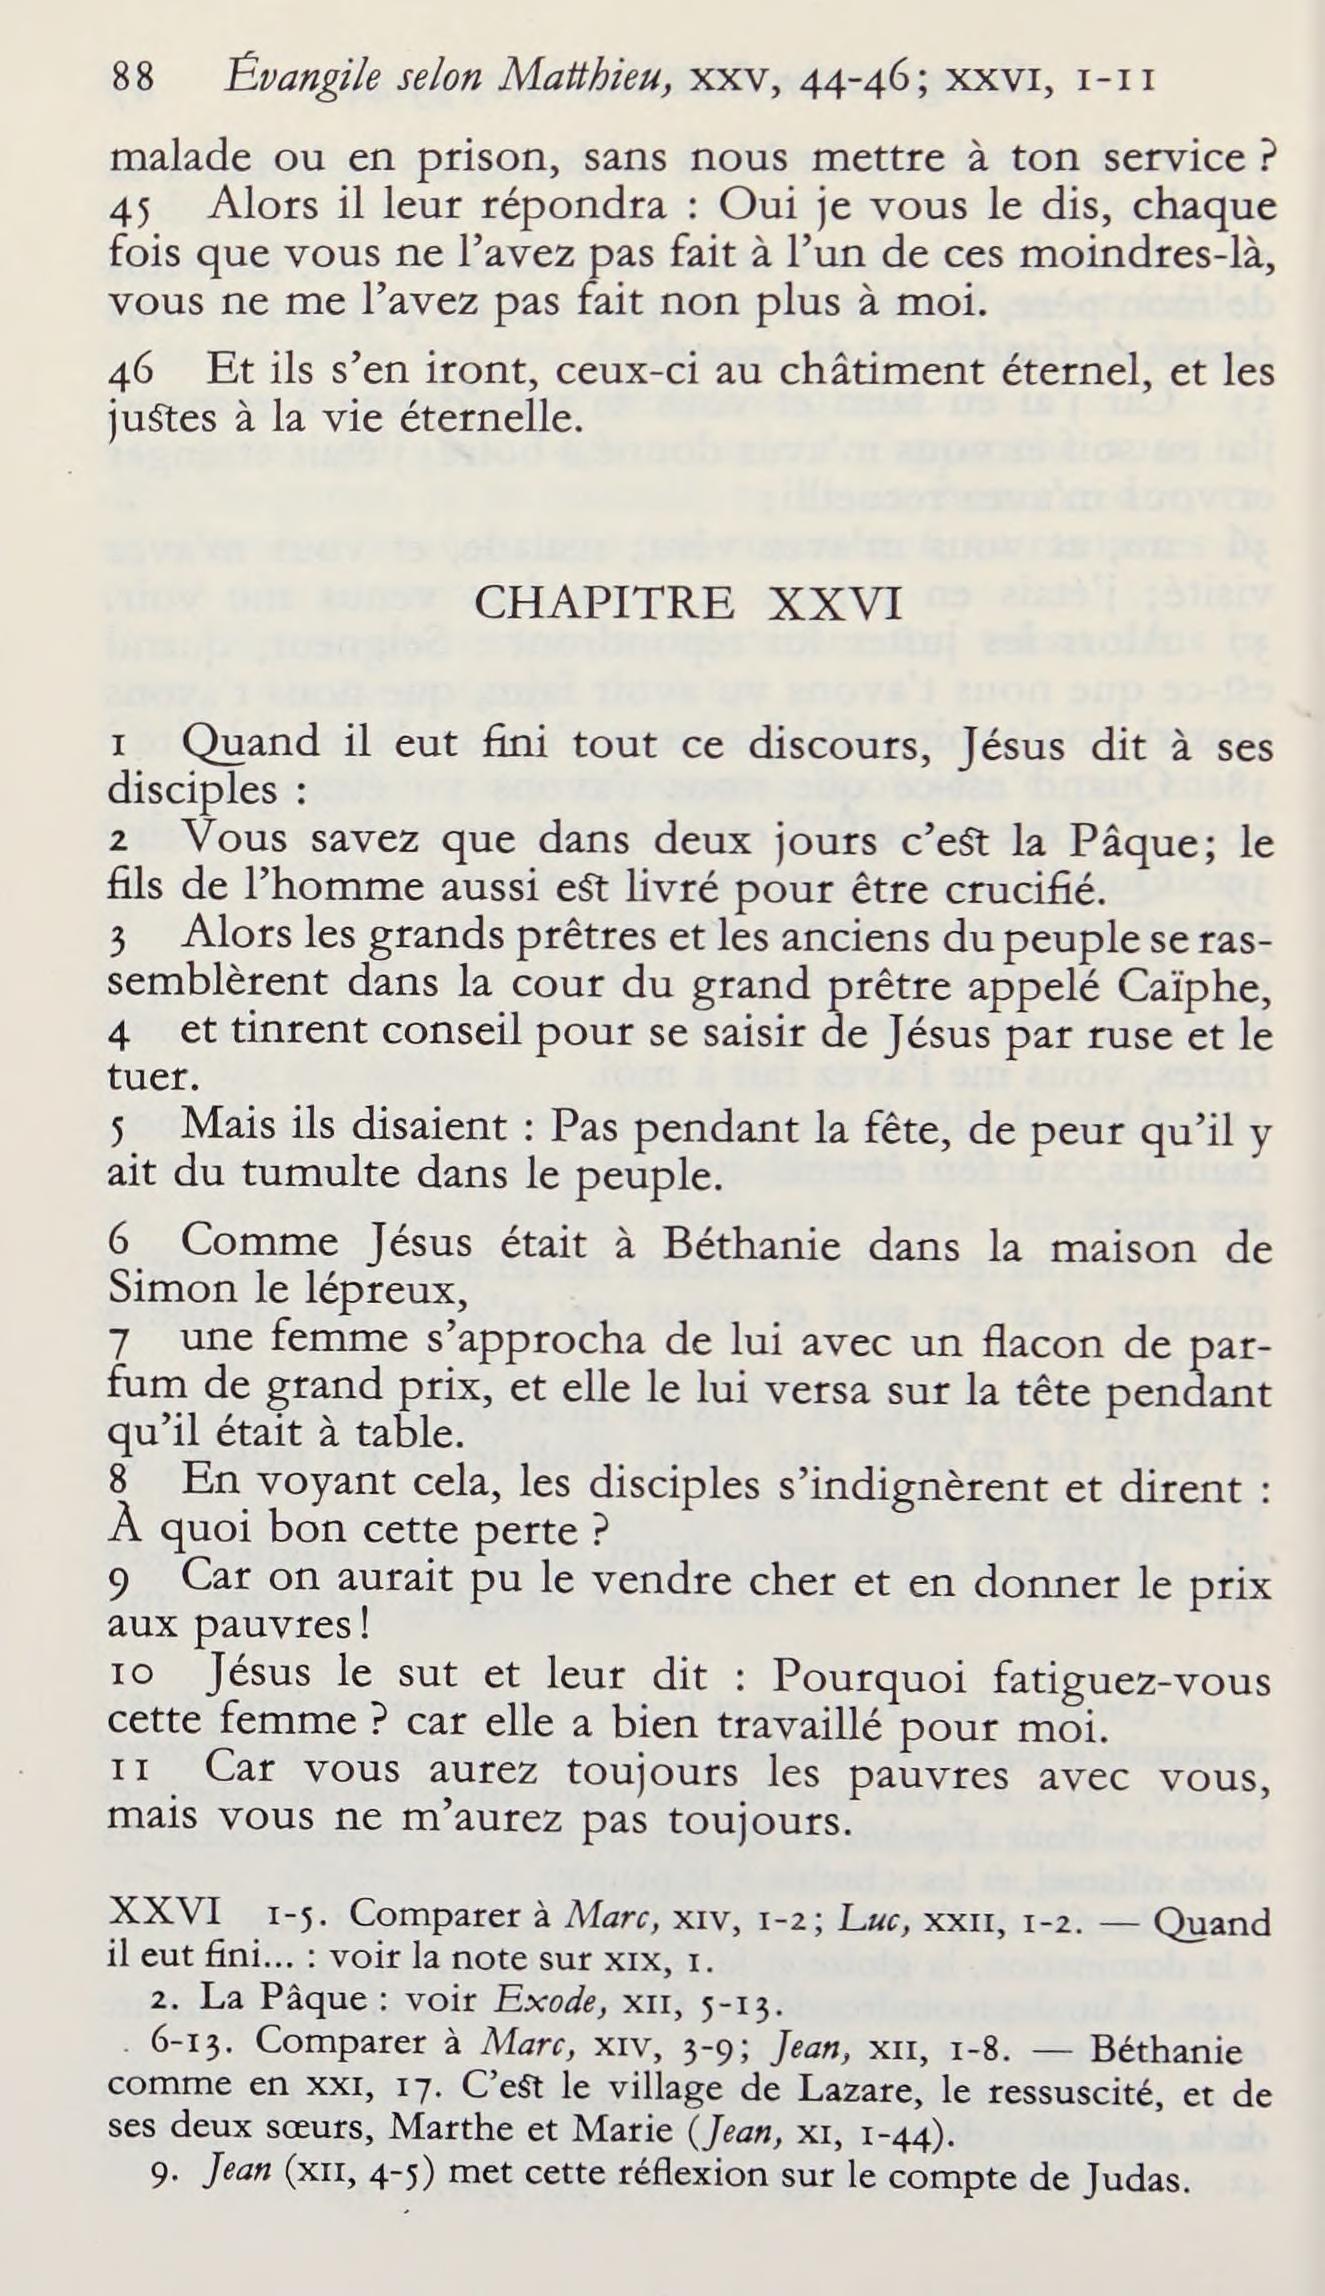 88 Évangile selon Matthieu, XXV, 44-46; XXVI, 1-11
malade ou en prison, sans nous mettre à ton service ?
45 Alors il leur répondra : Oui je vous le dis, chaque
fois que vous ne l’avez pas fait à l’un de ces moindres-là,
vous ne me l’avez pas fait non plus à moi.
46 Et ils s’en iront, ceux-ci au châtiment éternel, et les
justes à la vie éternelle.
CHAPITRE XXVI
1 Quand il eut fini tout ce discours, Jésus dit à ses
disciples :
2 Vous savez que dans deux jours c’est la Pâque; le
fils de l’homme aussi est livré pour être crucifié.
3 Alors les grands prêtres et les anciens du peuple se ras-
semblèrent dans la cour du grand prêtre appelé Caïphe,
4 et tinrent conseil pour se saisir de Jésus par ruse et le
tuer.
5 Mais ils disaient : Pas pendant la fête, de peur qu’il y
ait du tumulte dans le peuple.
6 Comme Jésus était à Béthanie dans la maison de
Simon le lépreux,
7 une femme s’approcha de lui avec un flacon de par-
fum de grand prix, et elle le lui versa sur la tête pendant
qu’il était à table.
8 En voyant cela, les disciples s’indignèrent et dirent :
À quoi bon cette perte ?
9 Car on aurait pu le vendre cher et en donner le prix
aux pauvres!
10 Jésus le sut et leur dit : Pourquoi fatiguez-vous
cette femme ? car elle a bien travaillé pour moi.
11 Car vous aurez toujours les pauvres avec vous,
mais vous ne m’aurez pas toujours.
XXVI 1-5. Comparer à Marc, XIV, 1-2; Luc, XXII, 1-2. — Quand
il eut fini... : voir la note sur XIX, 1.
2. La Pâque : voir Exode, XII, 5-13.
6-13. Comparer à Marc, XIV, 3-9; Jean, XII, 1-8. — Béthanie
comme en XXI, 17. C’est le village de Lazare, le ressuscité, et de
ses deux sœurs, Marthe et Marie (Jean, XI, 1-44).
9. Jean (XII, 4-5) met cette réflexion sur le compte de Judas.